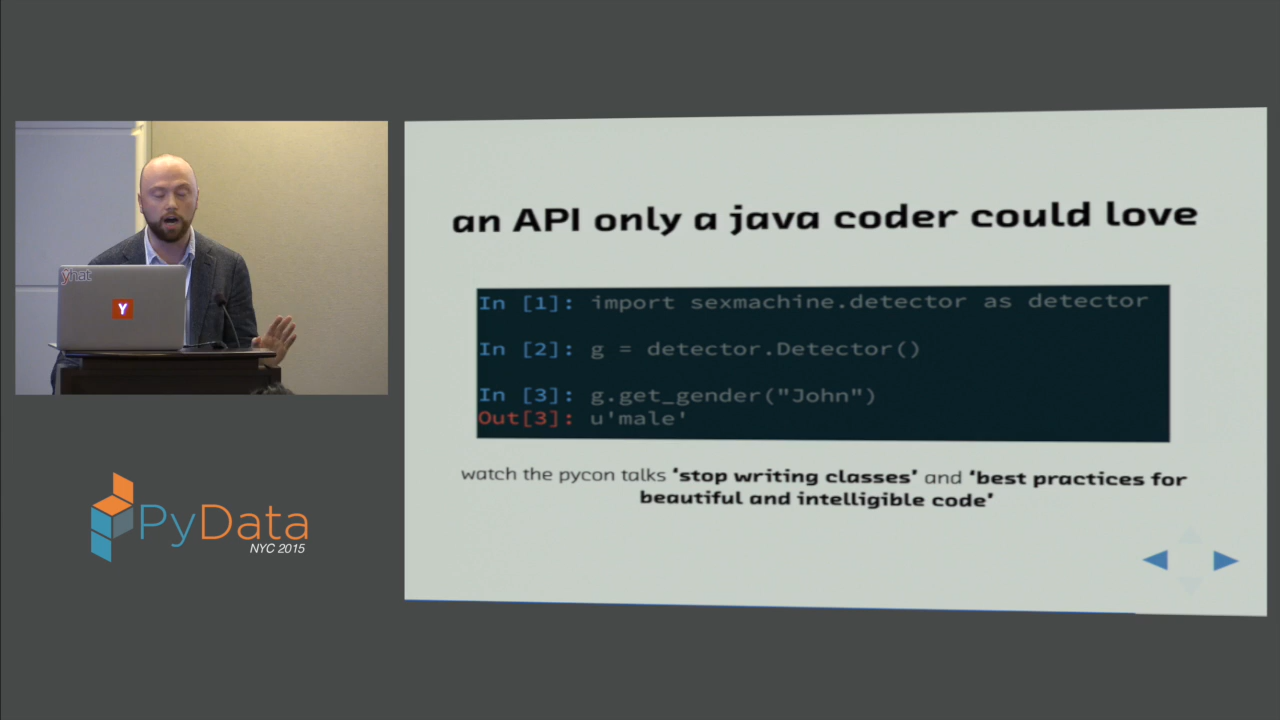 an API only a java coder could love
In [1]: import sexmachine.detector as detector
In [2]: g = detector.Detector()
In [3]: g.get_gender("John")
Out[3]: u'male'
watch the pycon talks ‘stop writing classes’ and ‘best practices for
beautiful and intelligible code’
yhat
Y
PyData
NYC 2015